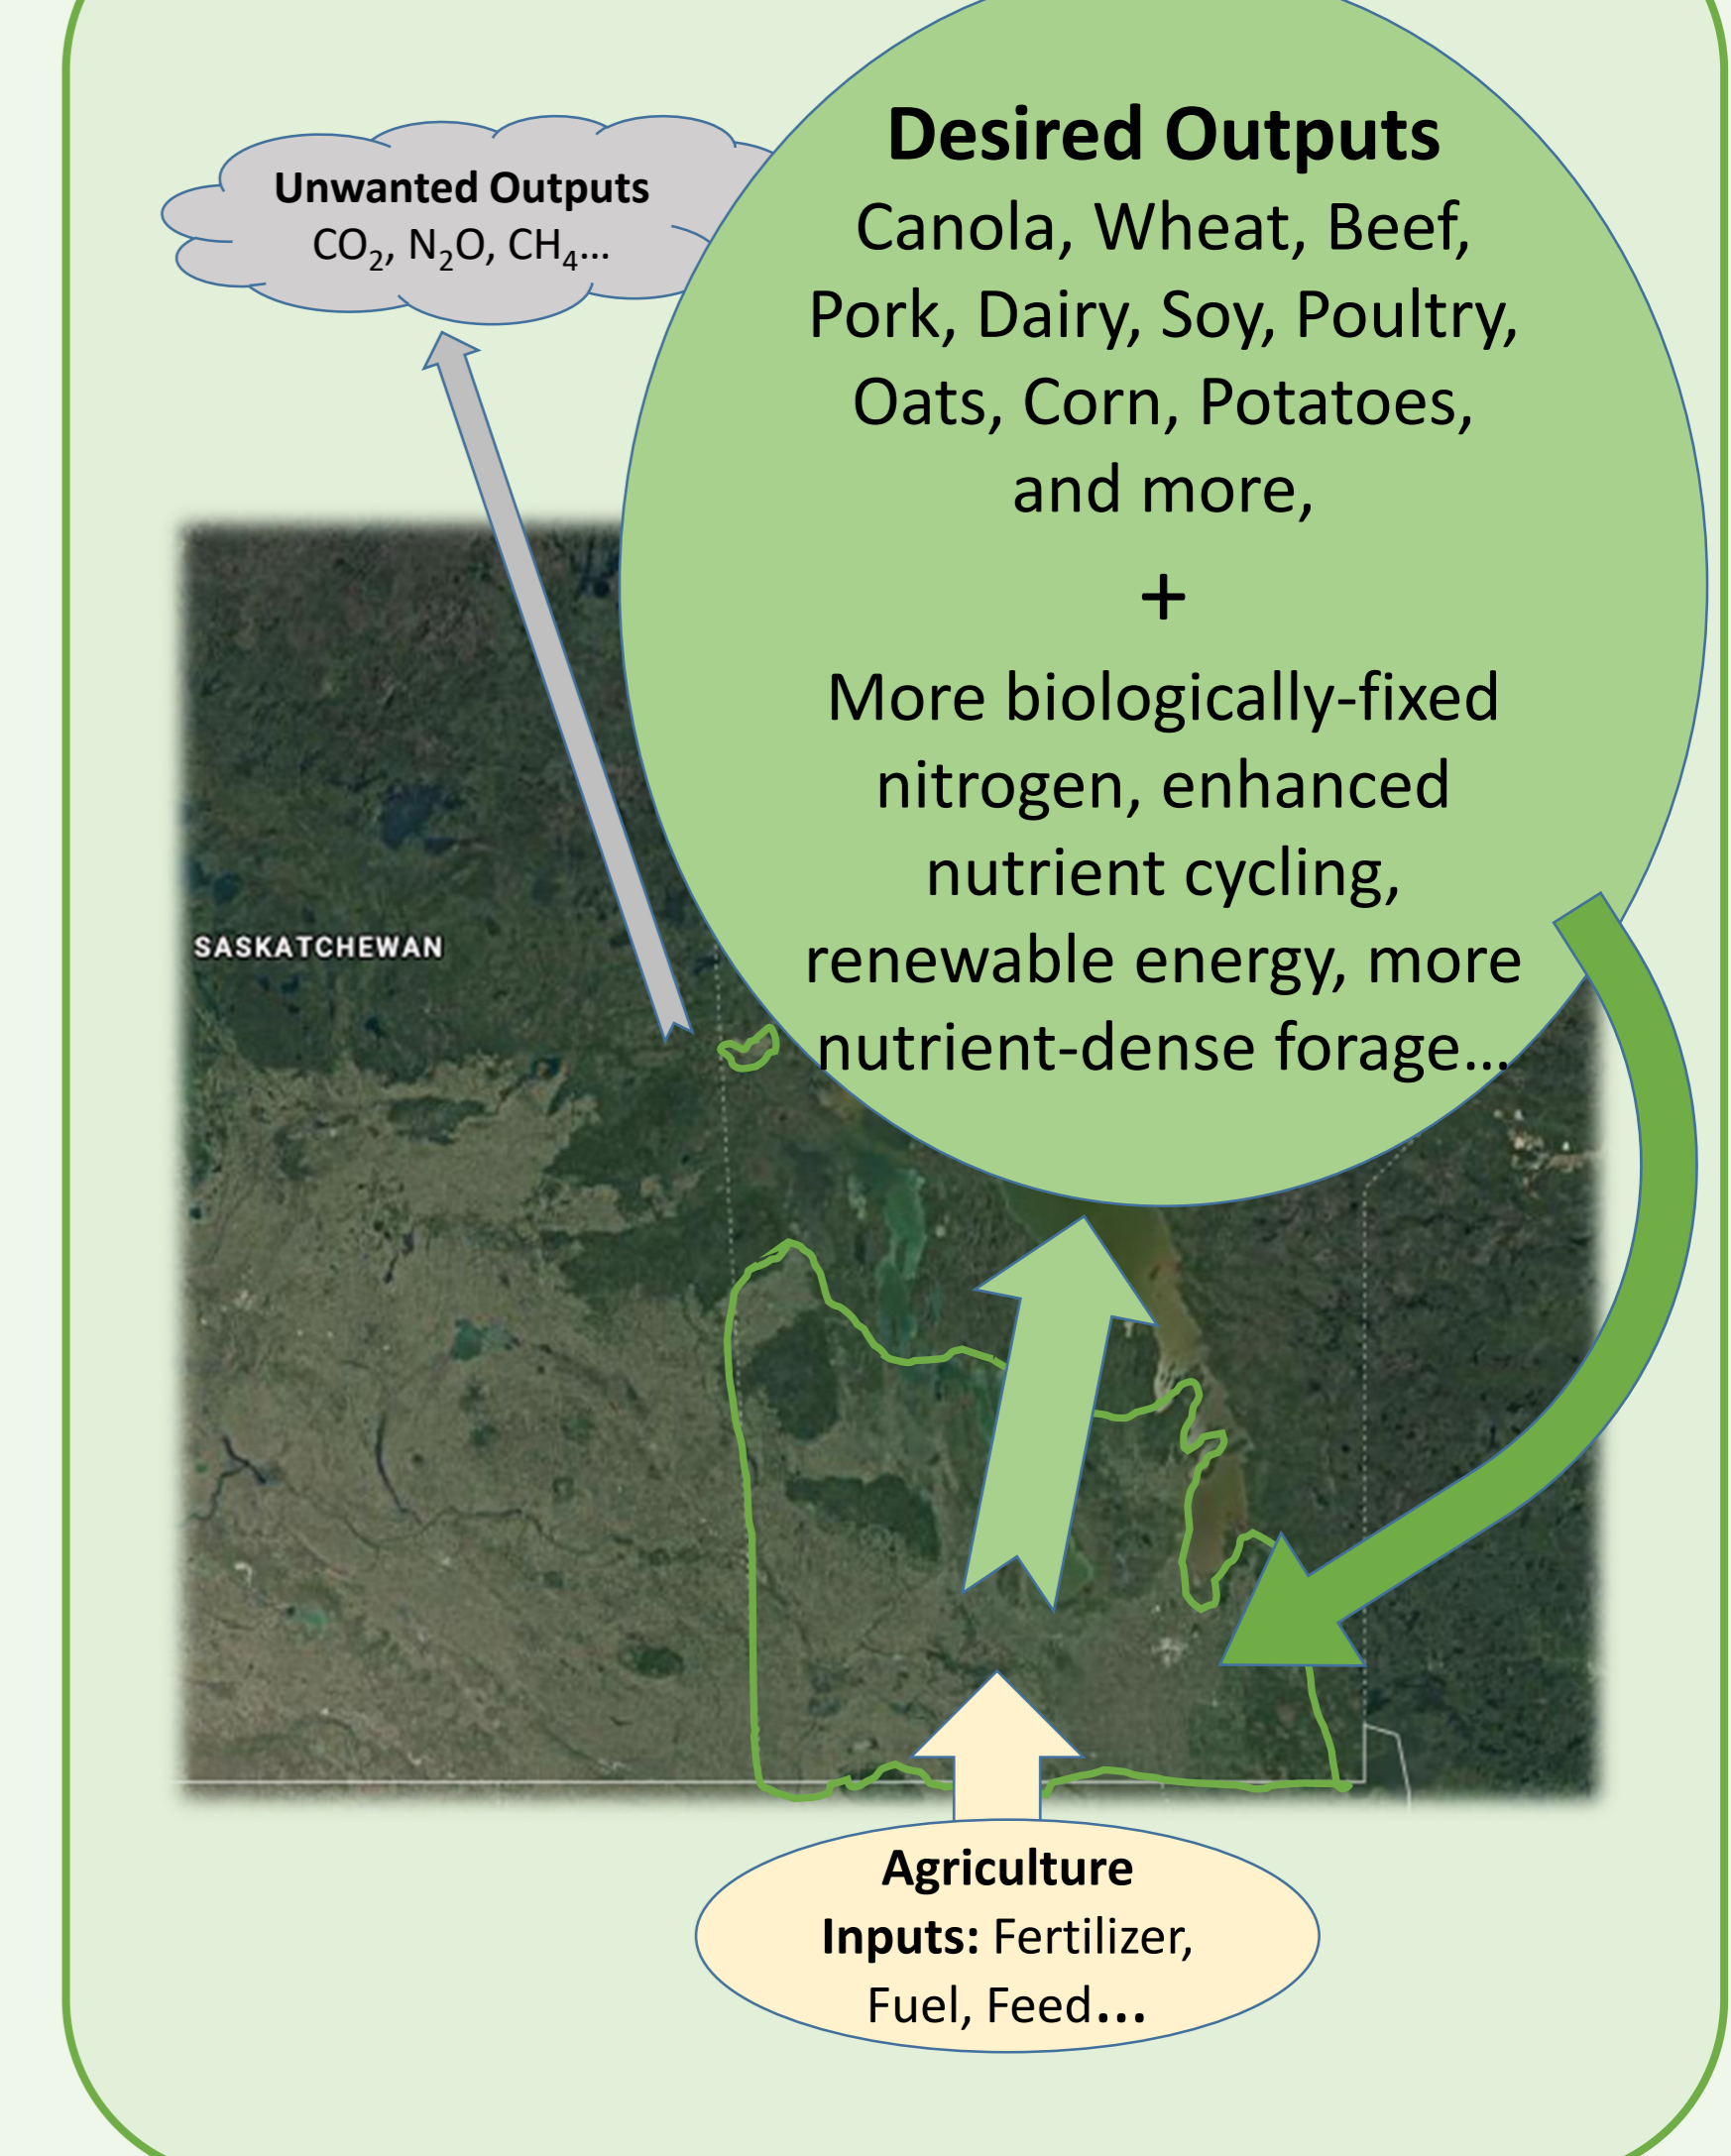 Desired Outputs
Canola, Wheat, Beef,
Pork, Dairy, Soy, Poultry,
Oats, Corn, Potatoes,
and more,
+
More biologically-fixed
nitrogen, enhanced
nutrient cycling,
renewable energy, more
nutrient-dense forage...
Unwanted Outputs
CO₂, N₂O, CH₄...
SASKATCHEWAN
Agriculture
Inputs: Fertilizer,
Fuel, Feed...